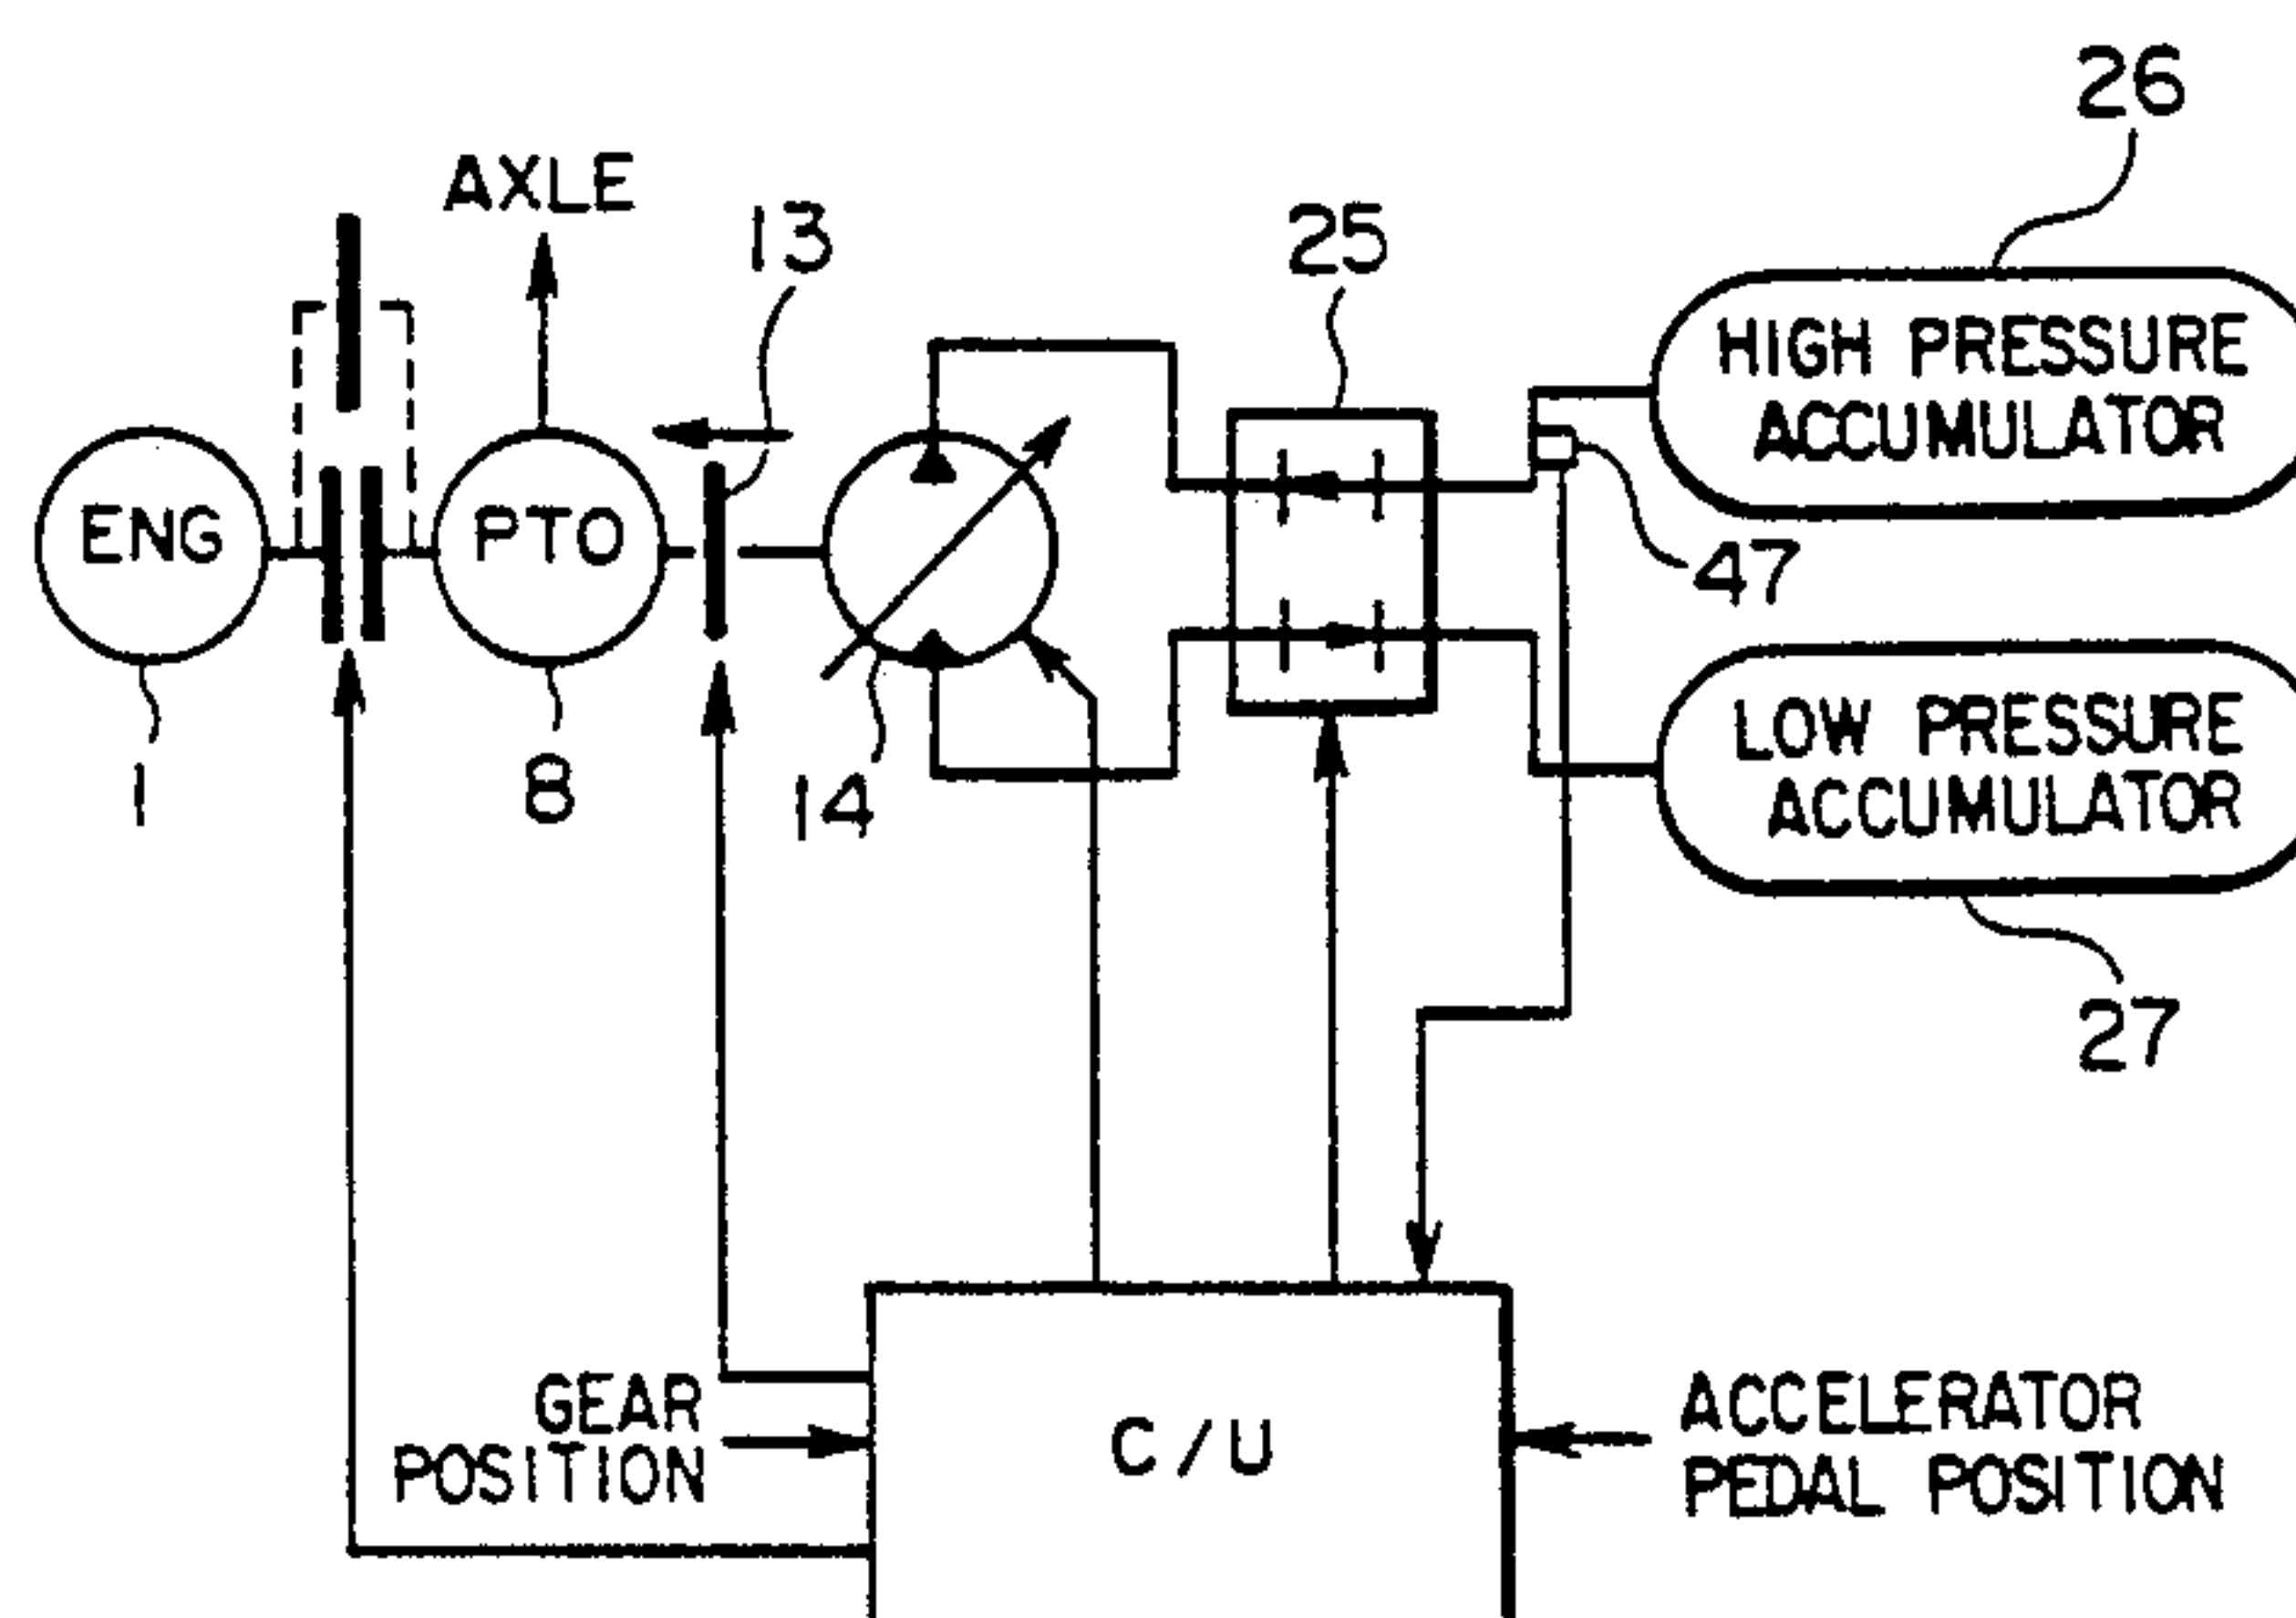 26
AXLE
13
25
HIGH PRESSURE
ACCUMULATOR
ENG
PTO
47
LOW PRESSURE
ACCUMULATOR
1
8
14
27
GEAR
POSITION
C/U
ACCELERATOR
PEDAL POSITION